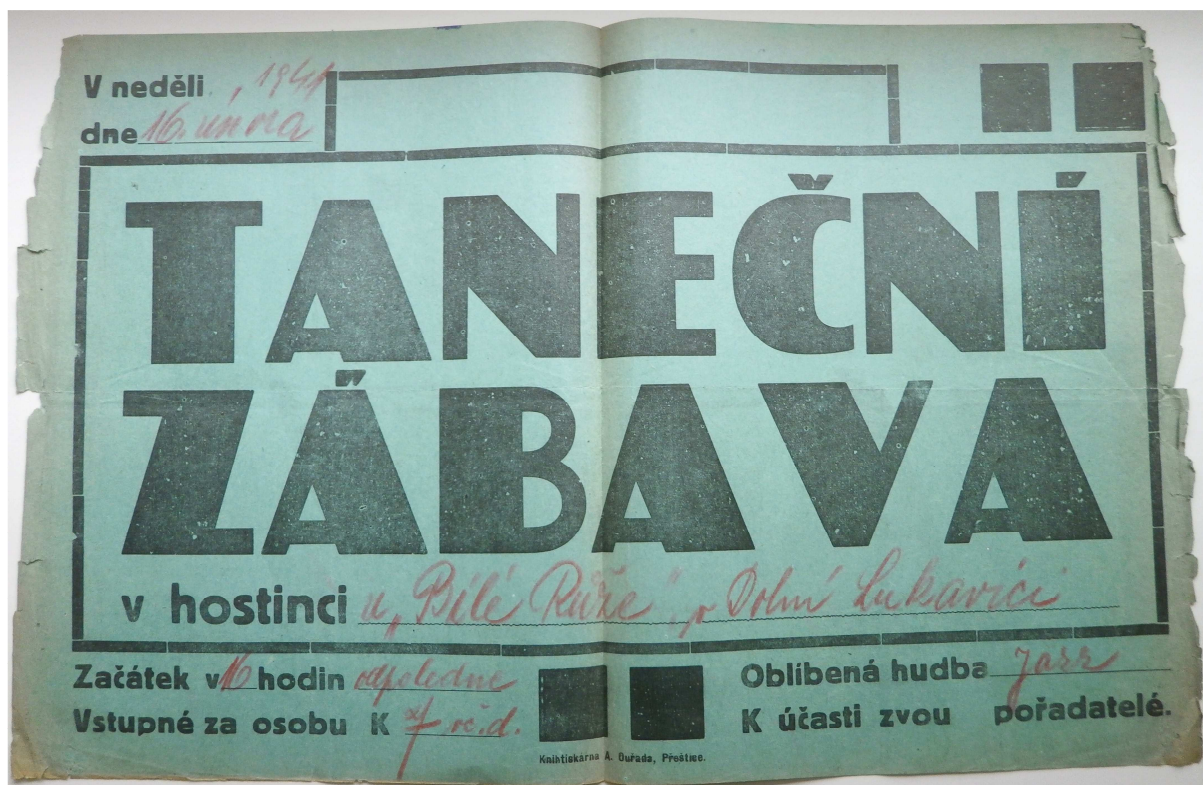 V neděli, 1941
dne 16. února
TANEČNÍ
ZÁBAVA
v hostinci u „Bílé Růže“, v Dolní Lukavici
Začátek v 16 hodin odpoledne
Vstupné za osobu K 7 vč. d.
Oblíbená hudba Jazz
K účasti zvou pořadatelé.
Knihtiskárna A. Ouřada, Přeštice.